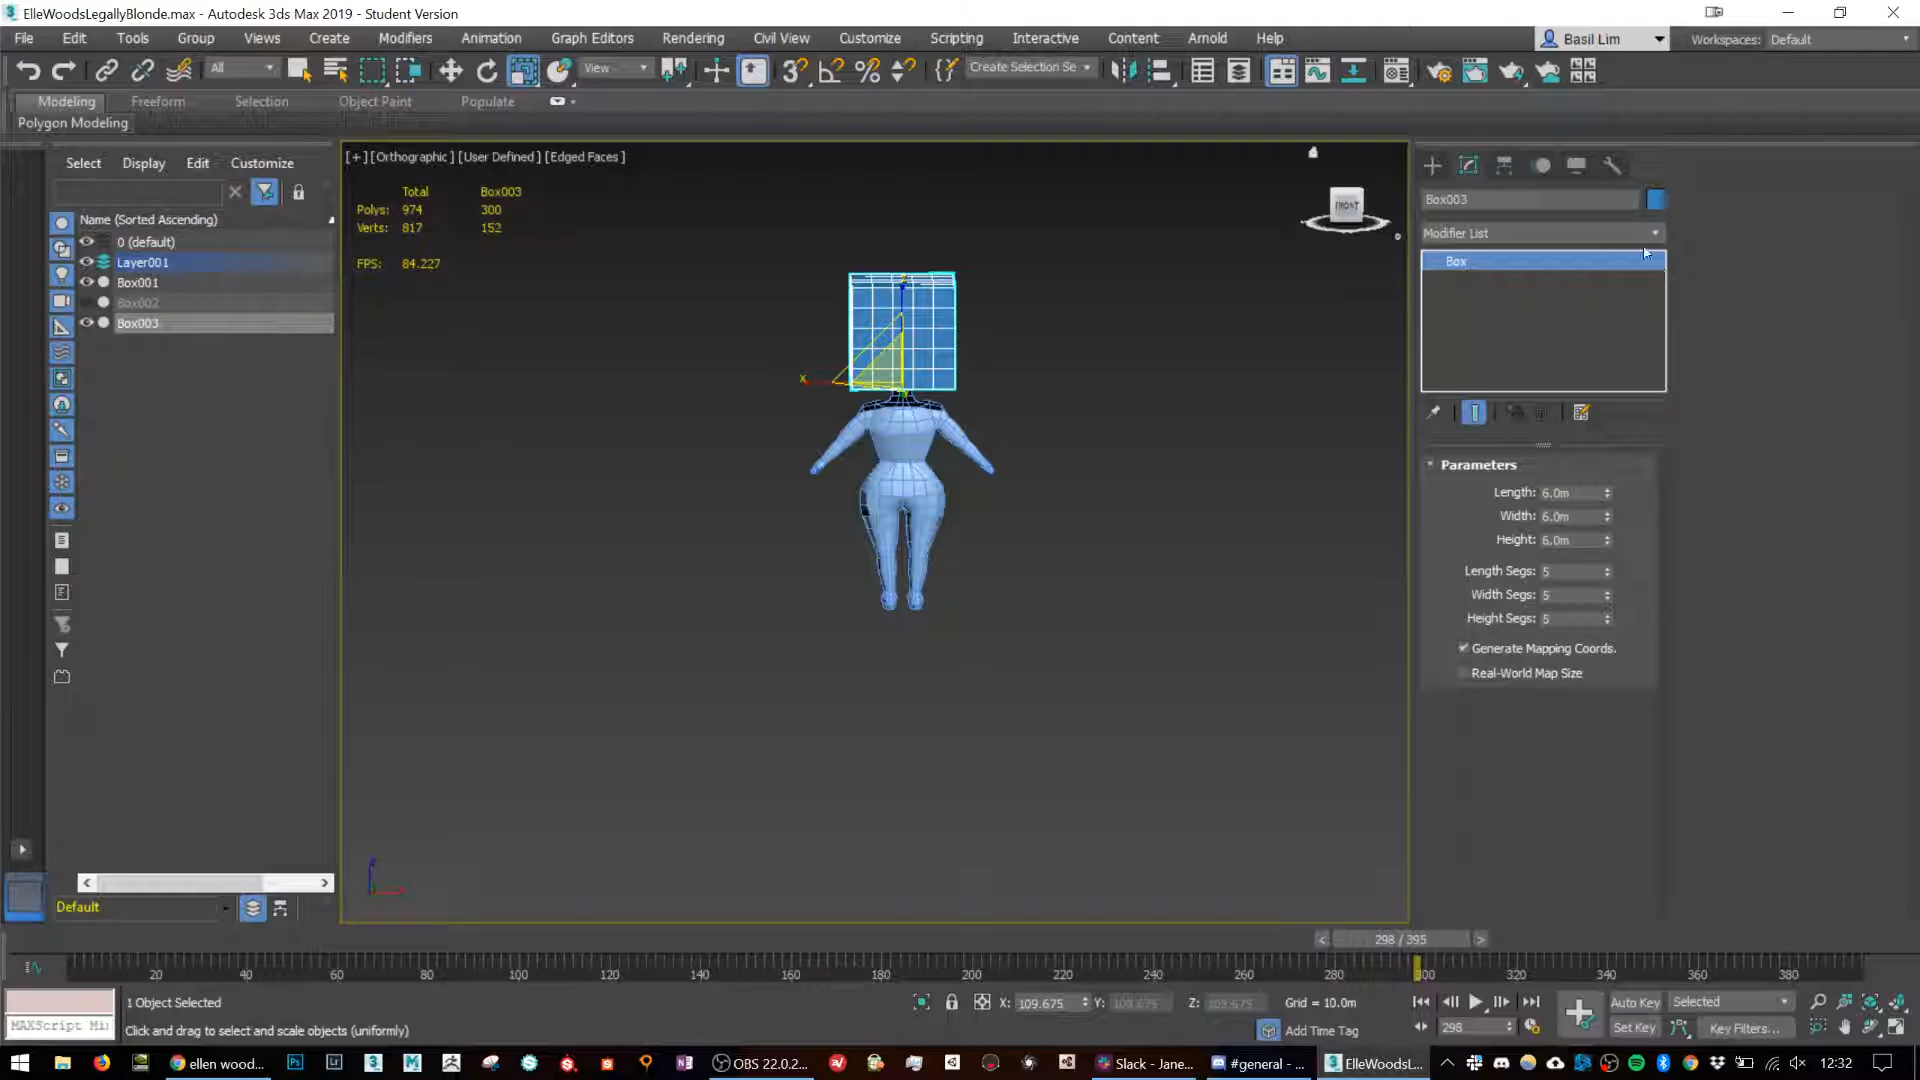 ElleWoodsLegallyBlonde.max - Autodesk 3ds Max 2019 - Student Version
File Edit Tools Group Views Create Modifiers Animation Graph Editors Rendering Civil View Customize Scripting Interactive Content Arnold Help Basil Lim Workspaces: Default
All View Create Selection Se
Modeling Freeform Selection Object Paint Populate
Polygon Modeling
Select Display Edit Customize
[+] [Orthographic] [User Defined] [Edged Faces]
Total Box003
Polys: 974 300
Verts: 817 152
FPS: 84.227
FRONT
Name (Sorted Ascending)
0 (default)
Layer001
Box001
Box002
Box003
X
Box003
Modifier List
Box
Parameters
Length: 6.0m
Width: 6.0m
Height: 6.0m
Length Segs: 5
Width Segs: 5
Height Segs: 5
Generate Mapping Coords.
Real-World Map Size
Default
< 298 / 395 >
20 40 60 80 100 120 140 160 180 200 220 240 260 280 300 320 340 360 380
1 Object Selected X: 109.675 Y: 109.675 Z: 109.675 Grid = 10.0m Auto Key Selected
MAXScript Mi
Click and drag to select and scale objects (uniformly) Add Time Tag 298 Set Key Key Filters...
ellen wood... OBS 22.0.2... Slack - Jane... #general - ... ElleWoodsL... 12:32